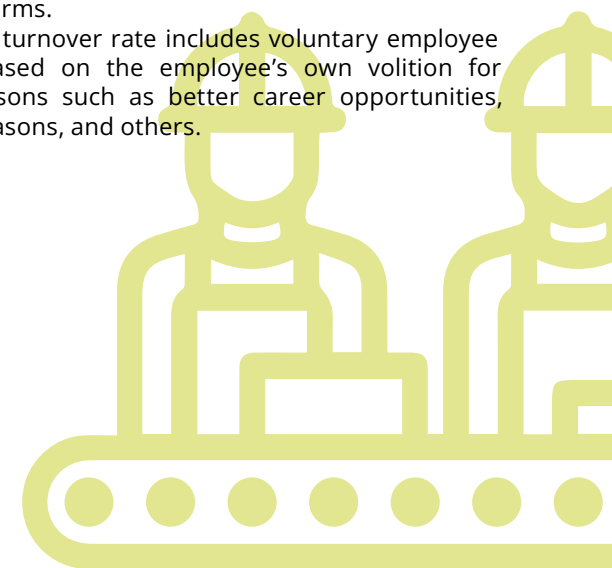 rms.
turnover rate includes voluntary employee
ased on the employee’s own volition for
sons such as better career opportunities,
asons, and others.